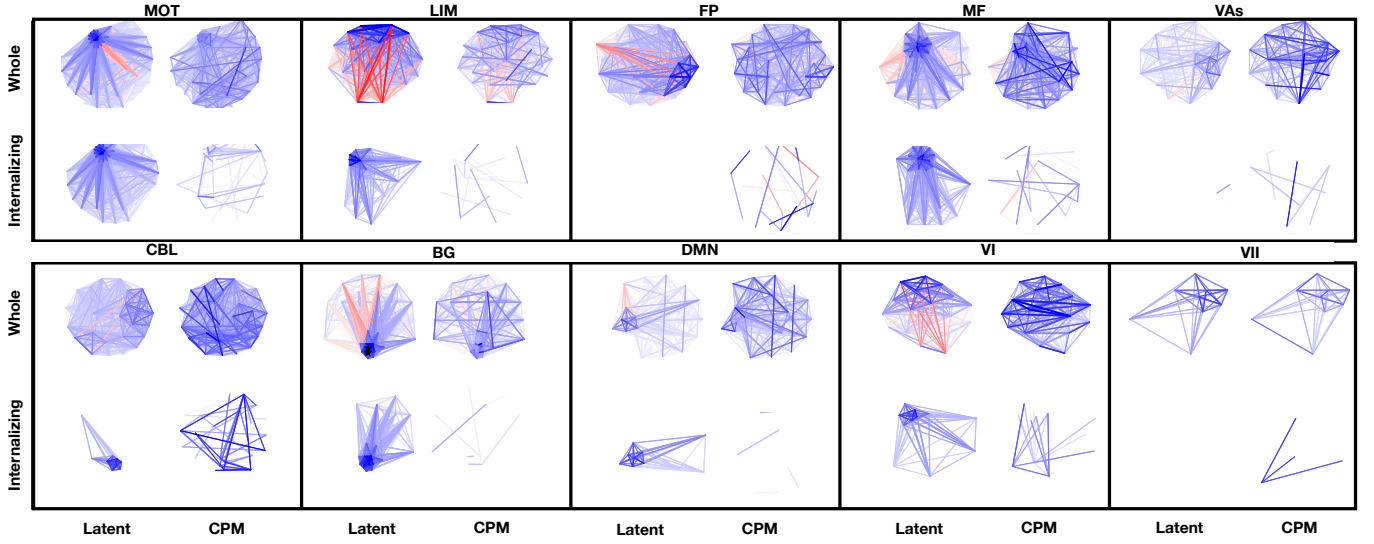 MOT LIM FP MF VAs
Whole
Internalizing
CBL BG DMN VI VII
Whole
Internalizing
Latent CPM Latent CPM Latent CPM Latent CPM Latent CPM